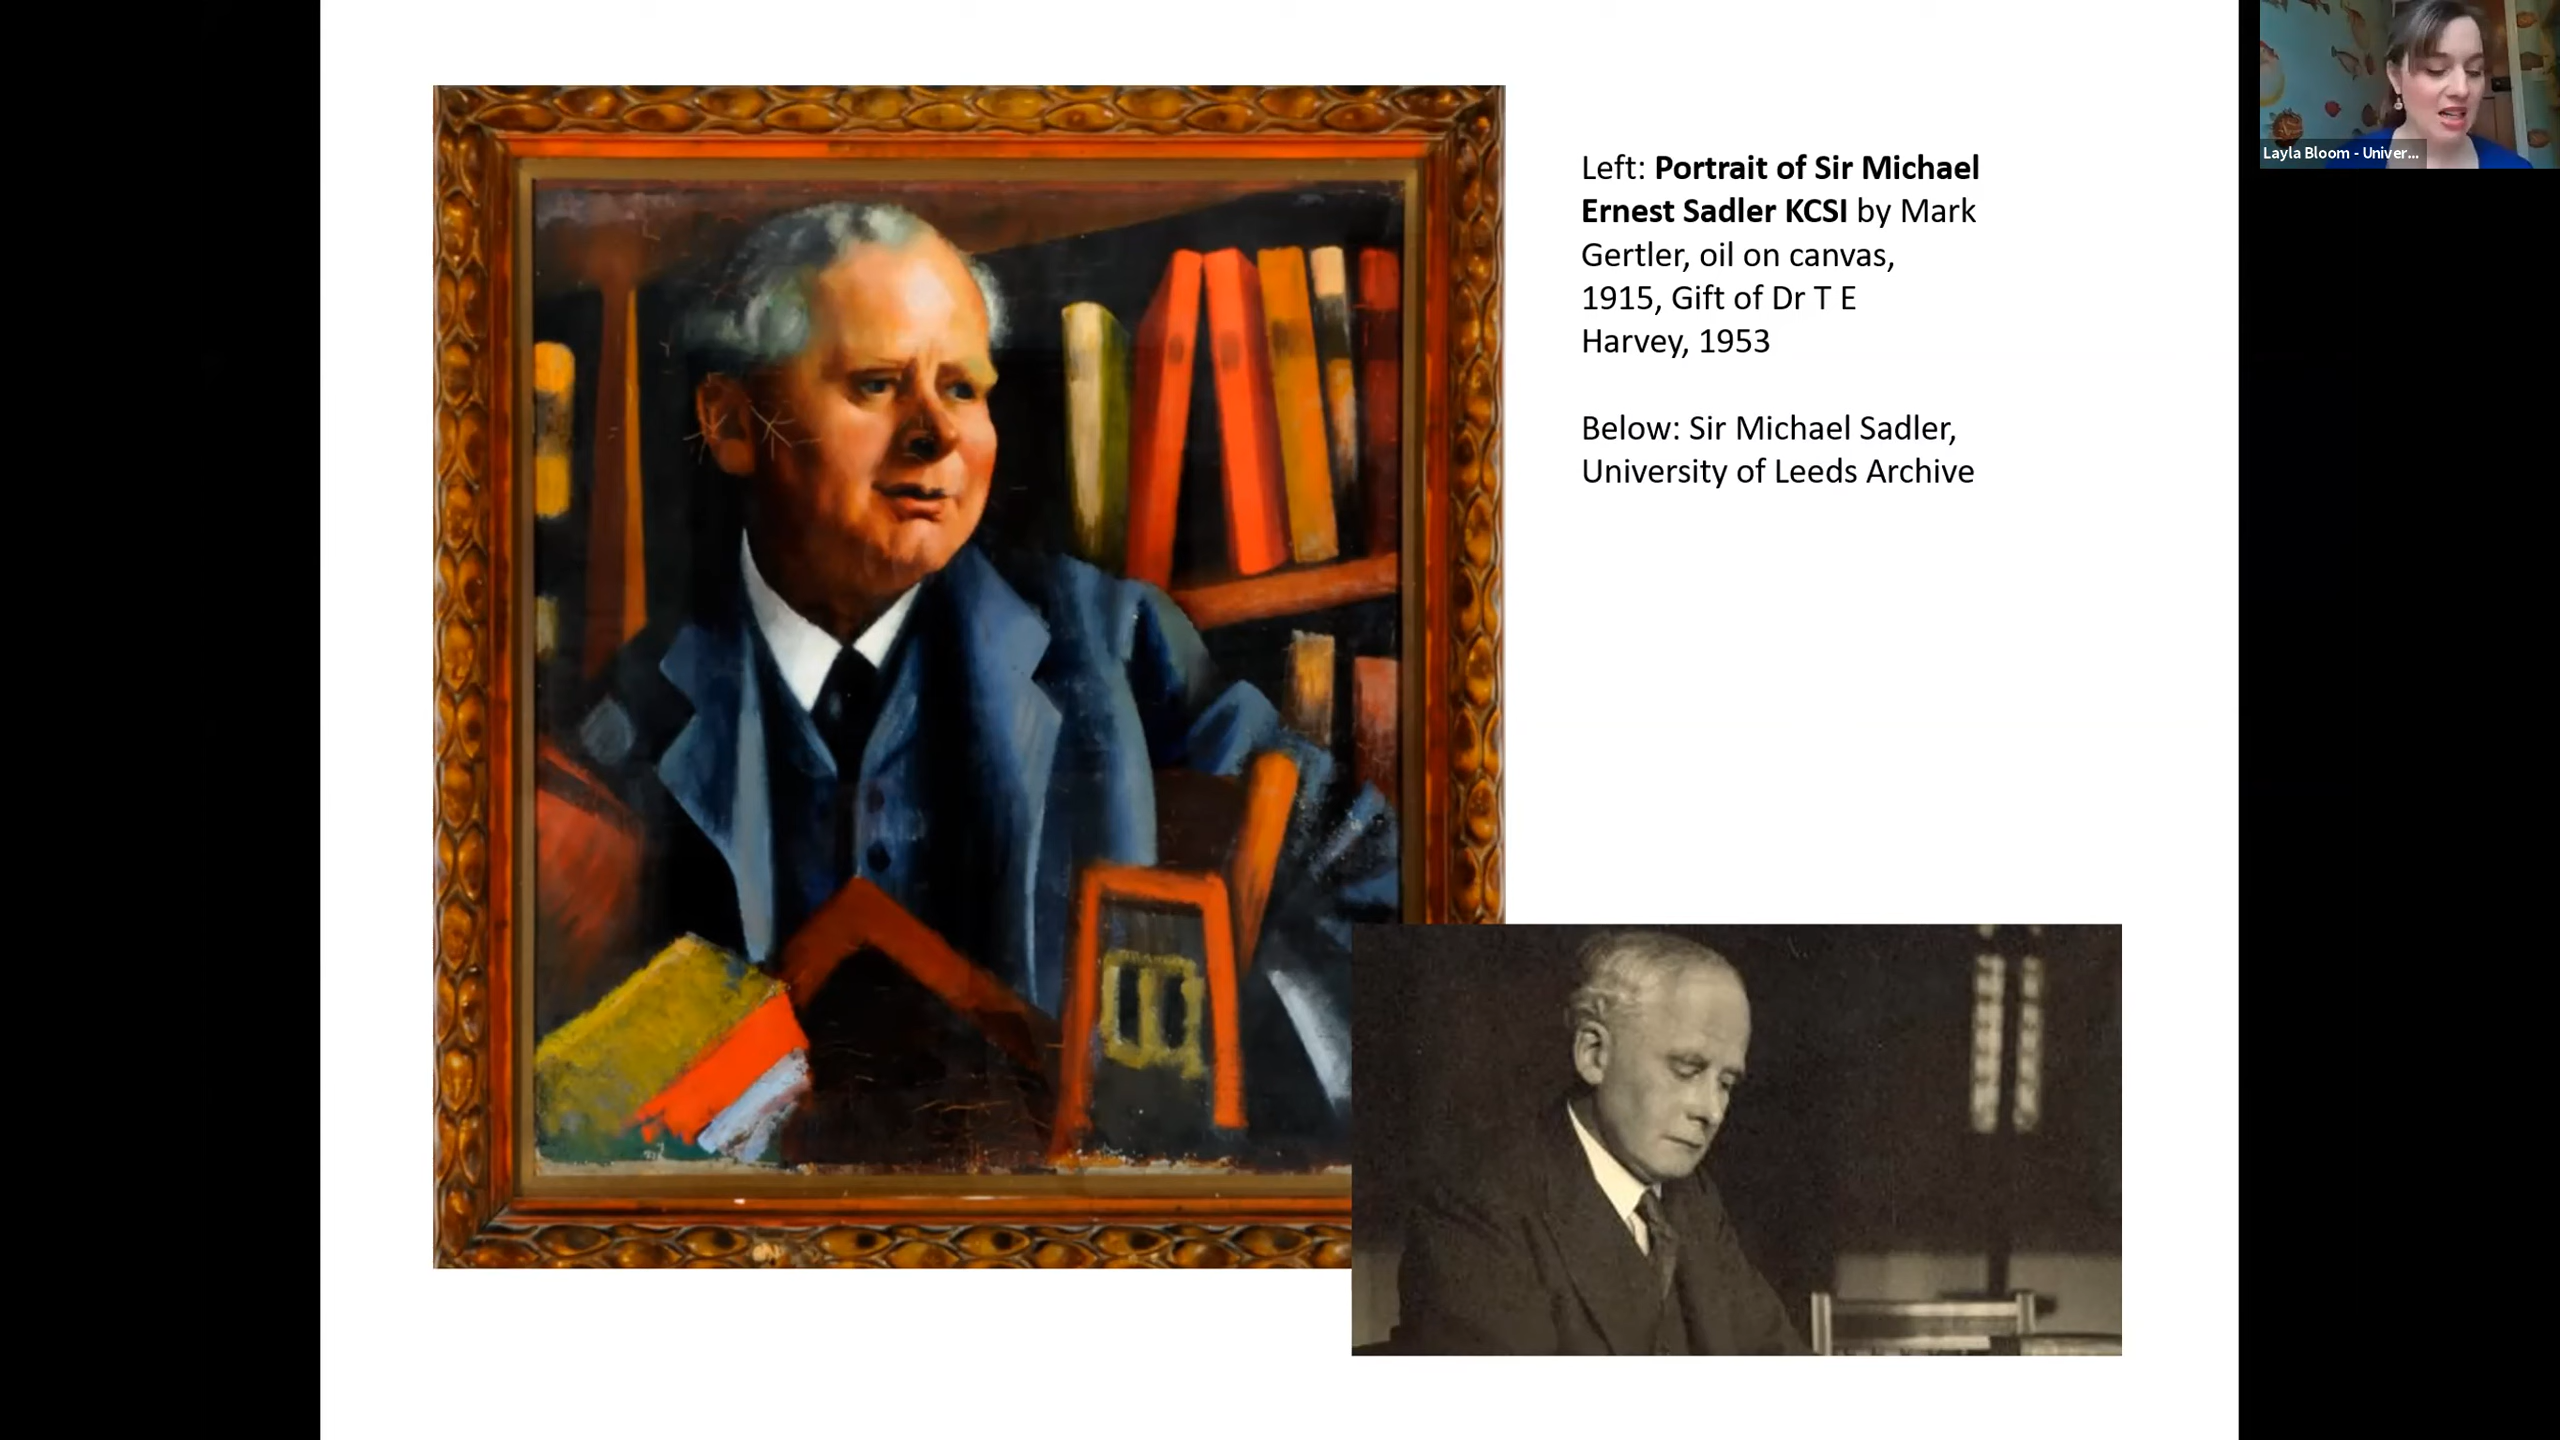 Left: Portrait of Sir Michael
Ernest Sadler KCSI by Mark
Gertler, oil on canvas,
1915, Gift of Dr T E
Harvey, 1953
Below: Sir Michael Sadler,
University of Leeds Archive
Layla Bloom - Univer...